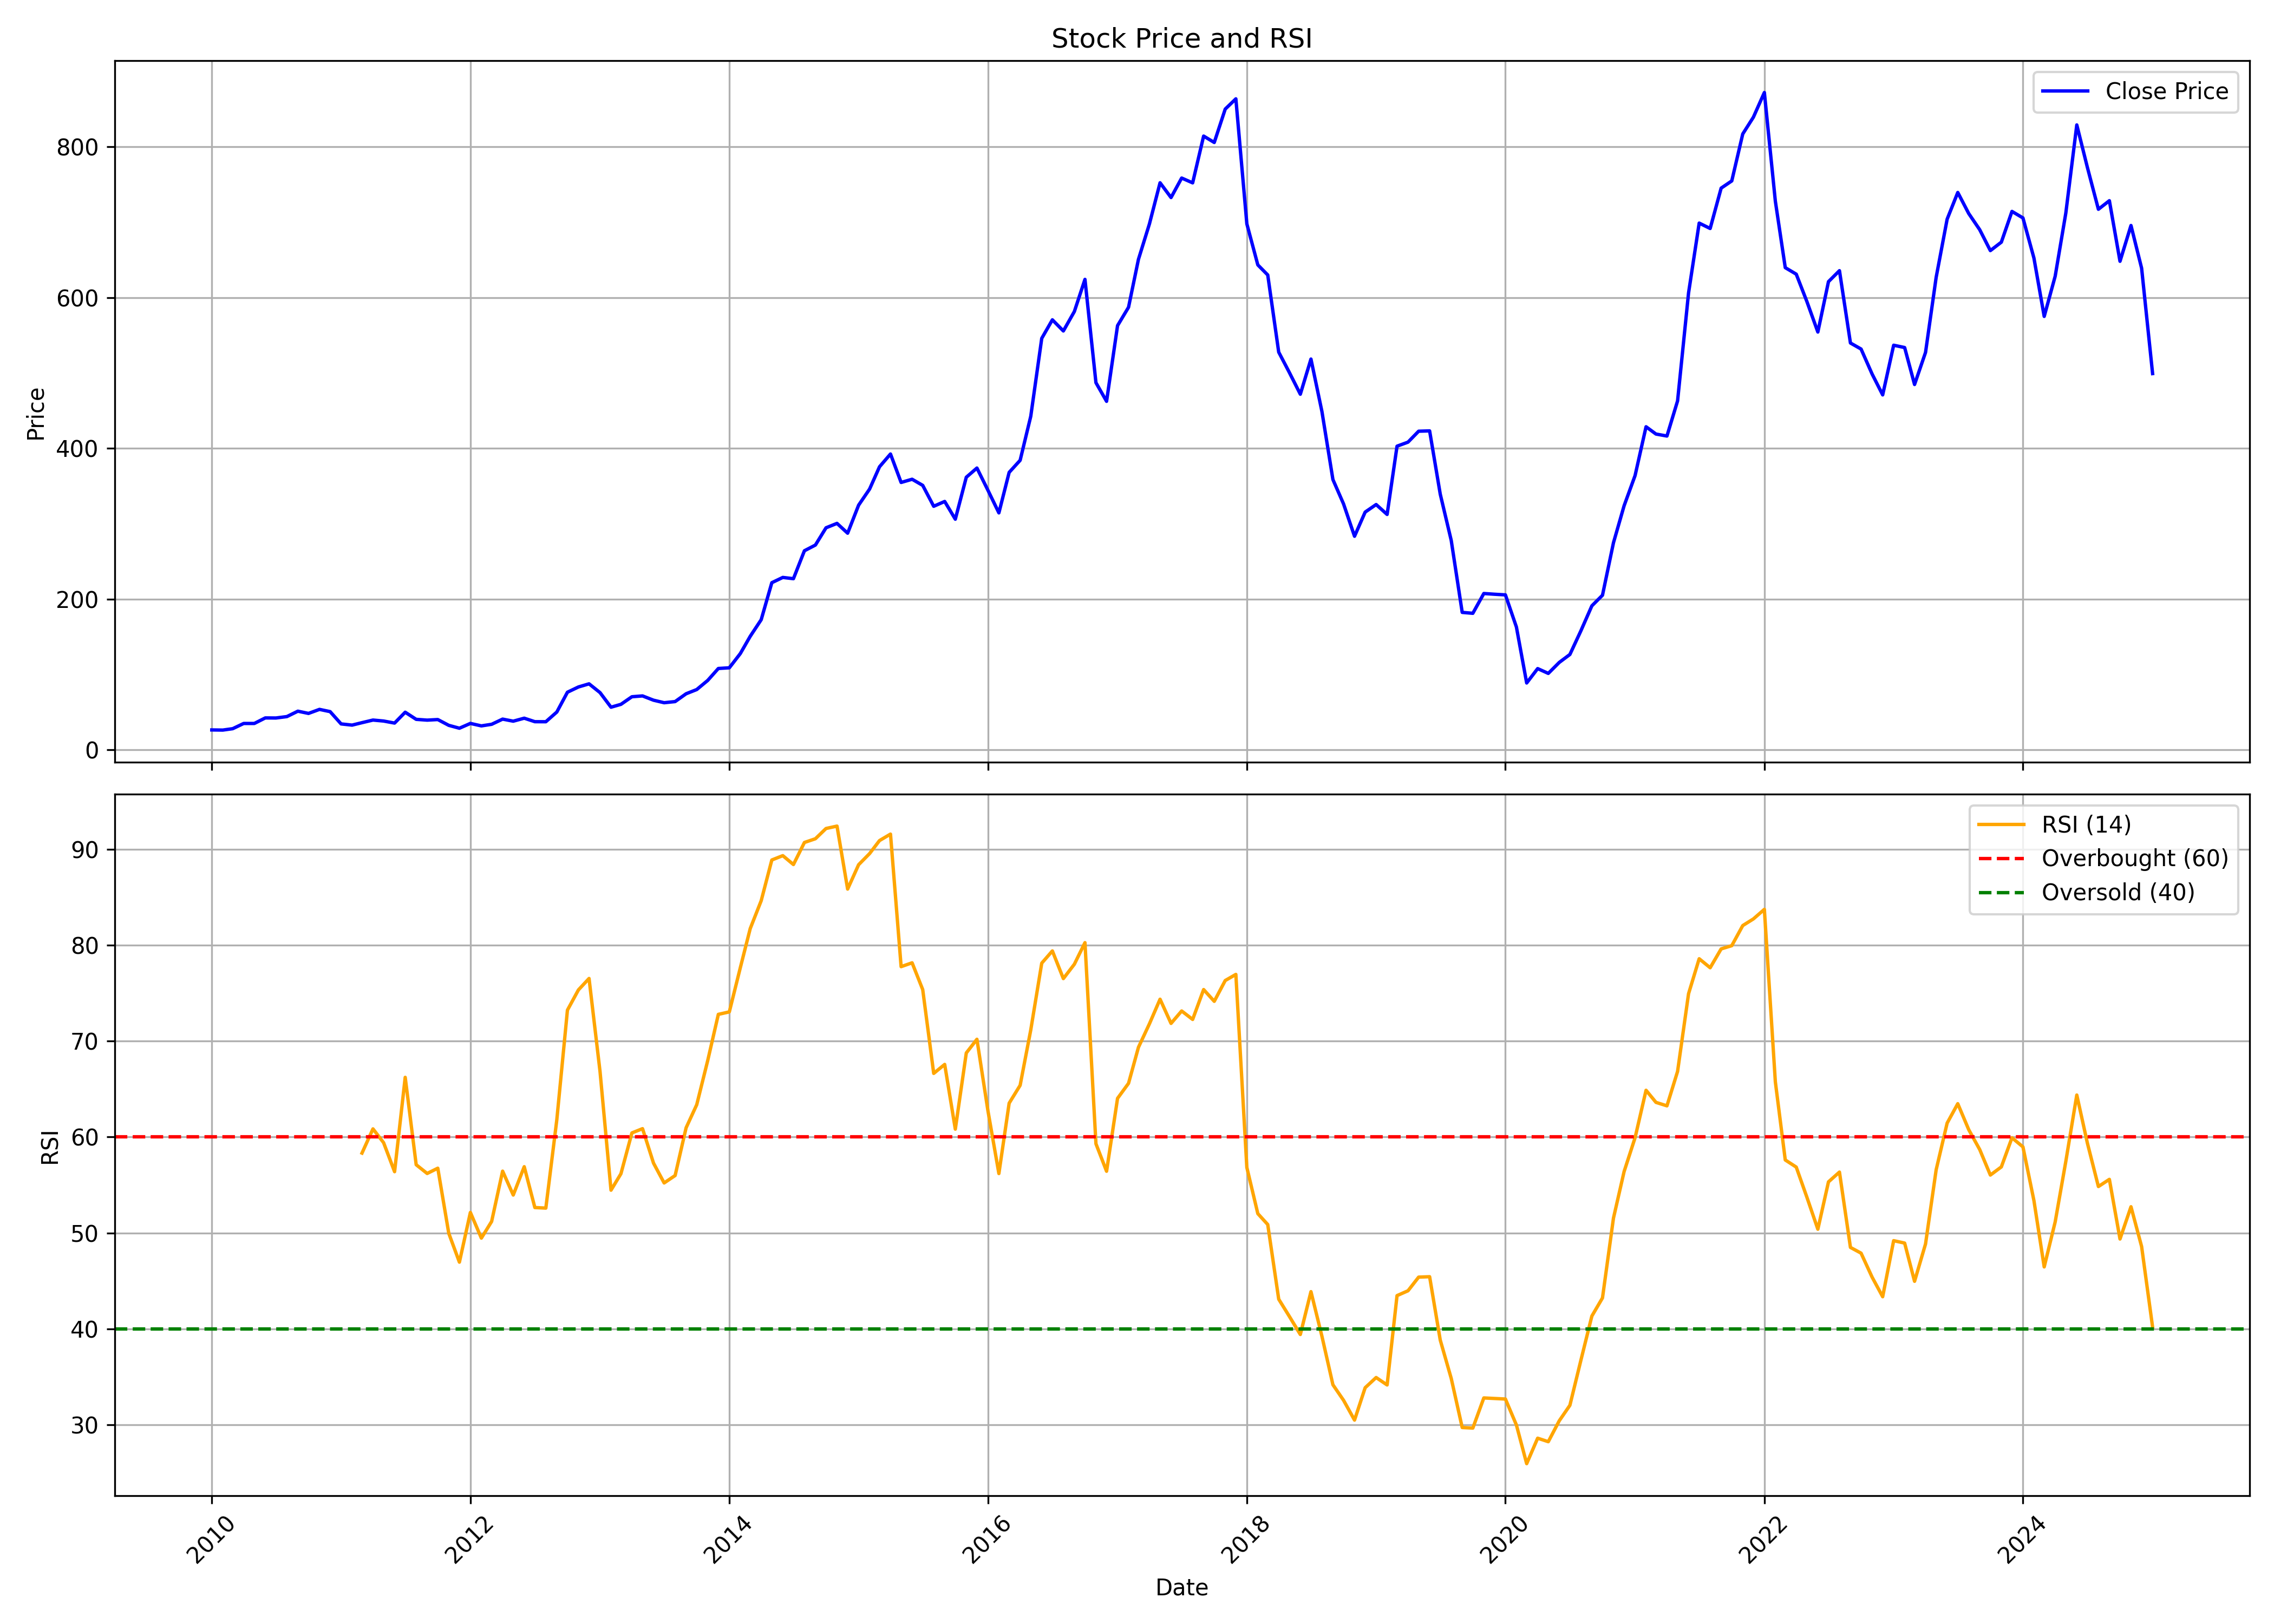 Stock Price and RSI
Close Price
800
600
400
200
0
Price
RSI (14)
Overbought (60)
Oversold (40)
90
80
70
60
50
40
30
RSI
2010
2012
2014
2016
2018
2020
2022
2024
Date